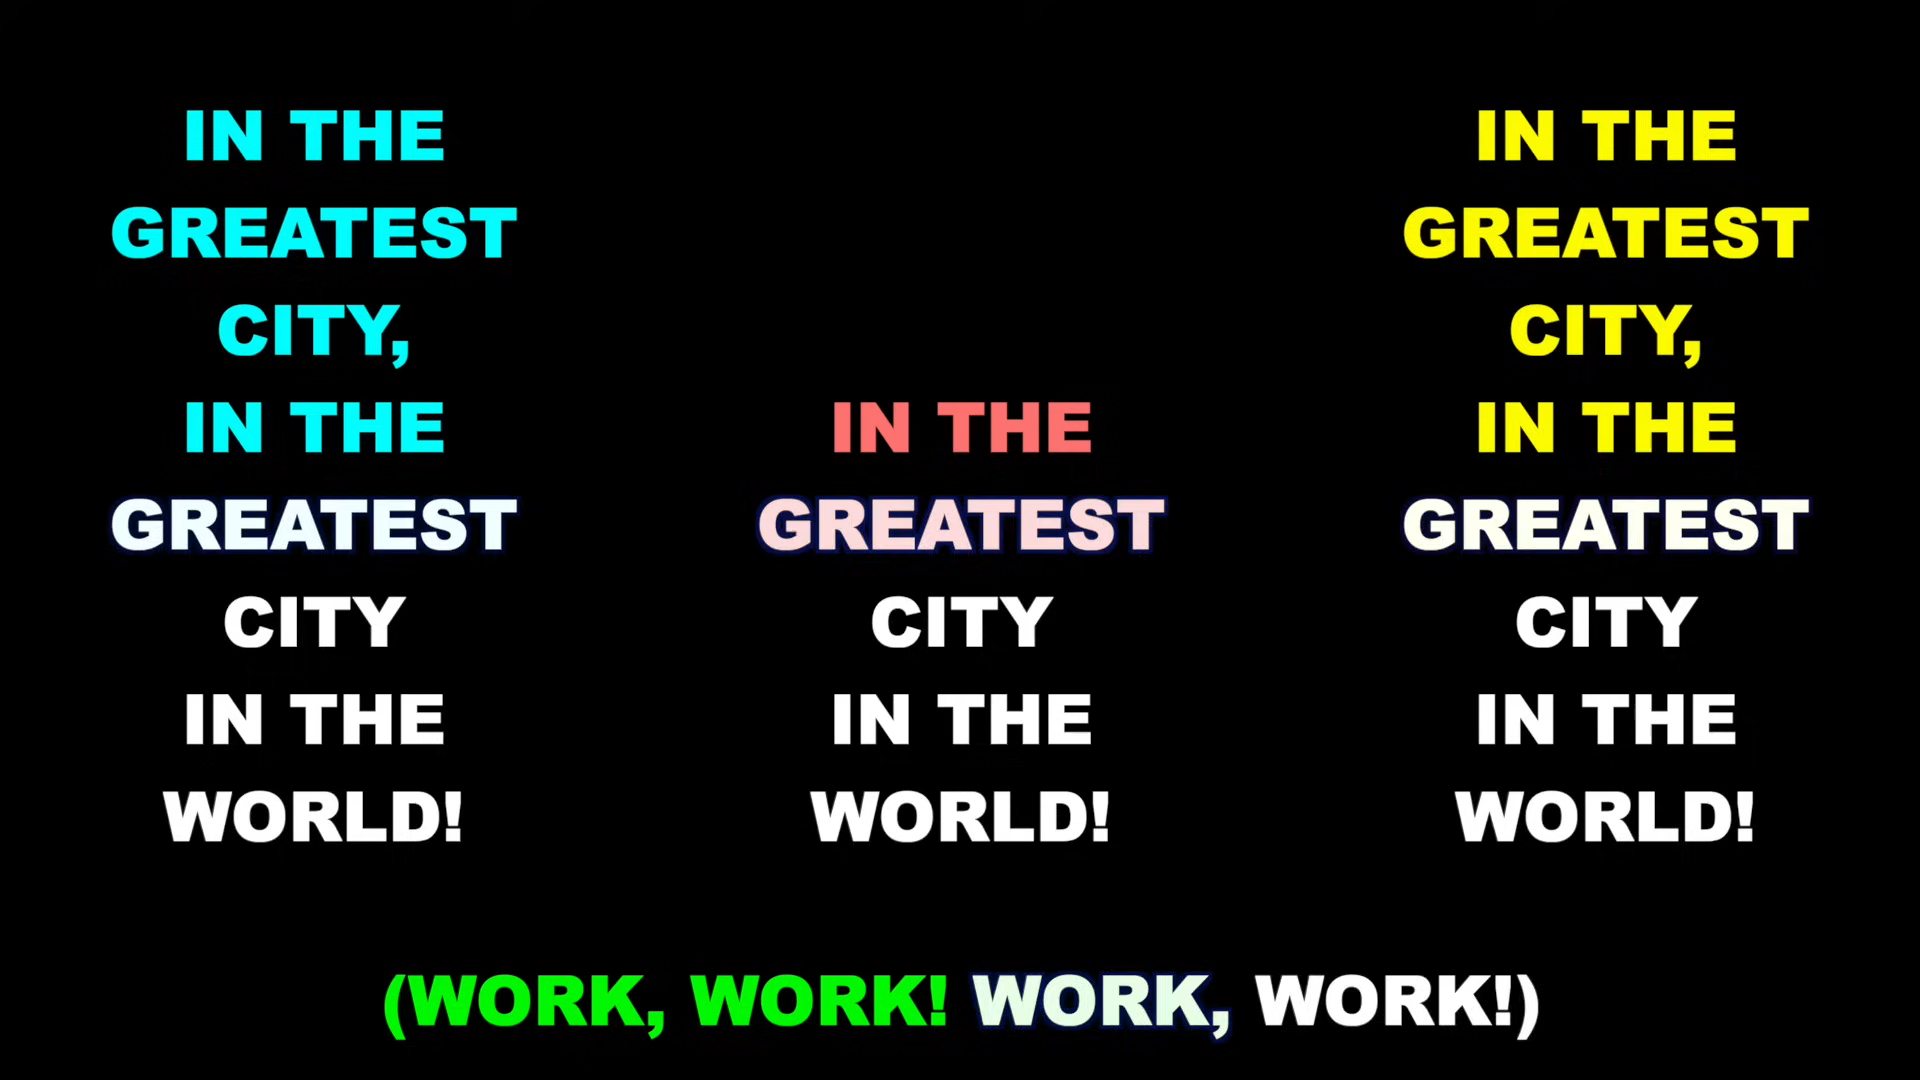 IN THE
GREATEST
CITY,
IN THE
GREATEST
CITY
IN THE
WORLD!
IN THE
GREATEST
CITY
IN THE
WORLD!
IN THE
GREATEST
CITY,
IN THE
GREATEST
CITY
IN THE
WORLD!
(WORK, WORK! WORK, WORK!)